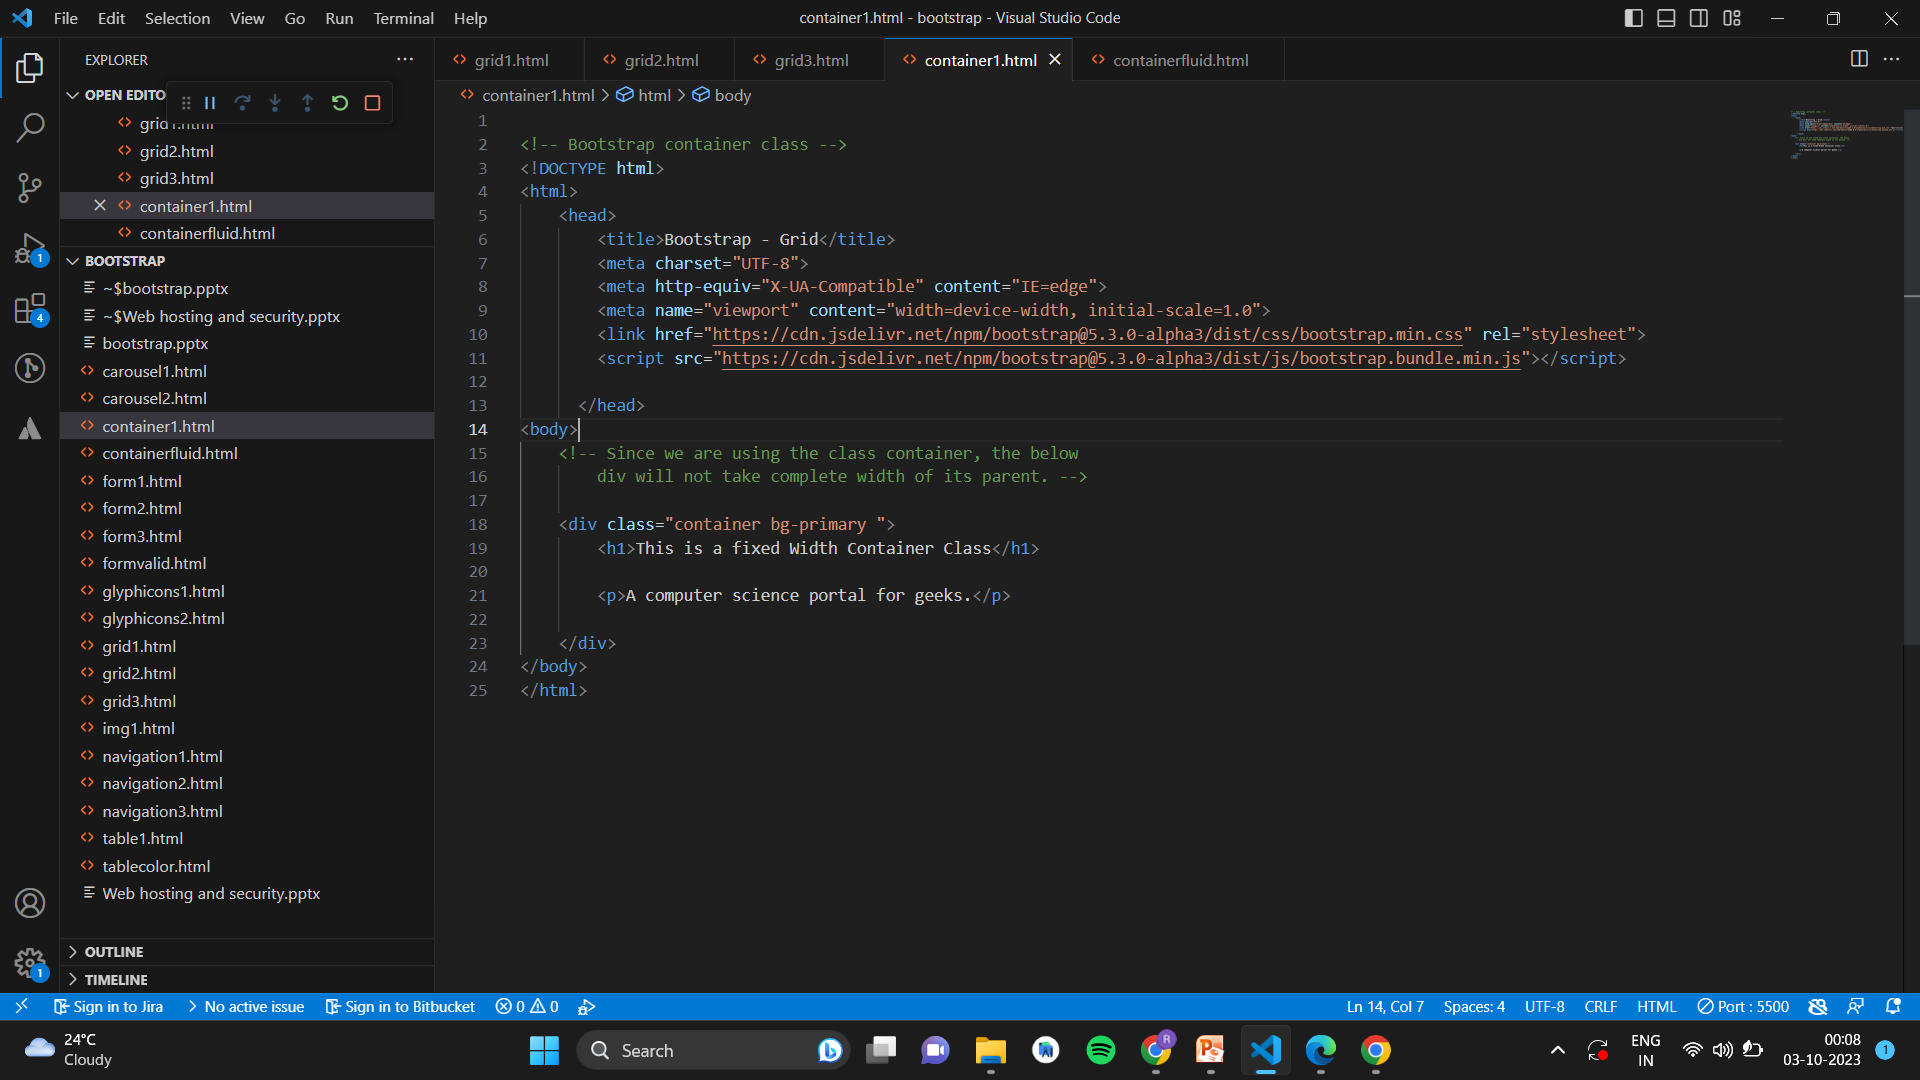 File Edit Selection View Go Run Terminal Help
container1.html - bootstrap - Visual Studio Code
EXPLORER
OPEN EDITO
grid1.html
grid2.html
grid3.html
container1.html
containerfluid.html
BOOTSTRAP
~$bootstrap.pptx
~$Web hosting and security.pptx
bootstrap.pptx
carousel1.html
carousel2.html
container1.html
containerfluid.html
form1.html
form2.html
form3.html
formvalid.html
glyphicons1.html
glyphicons2.html
grid1.html
grid2.html
grid3.html
img1.html
navigation1.html
navigation2.html
navigation3.html
table1.html
tablecolor.html
Web hosting and security.pptx
OUTLINE
TIMELINE
1
4
1
grid1.html grid2.html grid3.html container1.html containerfluid.html
container1.html > html > body
1
2 <!-- Bootstrap container class -->
3 <!DOCTYPE html>
4 <html>
5 <head>
6 <title>Bootstrap - Grid</title>
7 <meta charset="UTF-8">
8 <meta http-equiv="X-UA-Compatible" content="IE=edge">
9 <meta name="viewport" content="width=device-width, initial-scale=1.0">
10 <link href="https://cdn.jsdelivr.net/npm/bootstrap@5.3.0-alpha3/dist/css/bootstrap.min.css" rel="stylesheet">
11 <script src="https://cdn.jsdelivr.net/npm/bootstrap@5.3.0-alpha3/dist/js/bootstrap.bundle.min.js"></script>
12
13 </head>
14 <body>
15 <!-- Since we are using the class container, the below
16 div will not take complete width of its parent. -->
17
18 <div class="container bg-primary ">
19 <h1>This is a fixed Width Container Class</h1>
20
21 <p>A computer science portal for geeks.</p>
22
23 </div>
24 </body>
25 </html>
Sign in to Jira No active issue Sign in to Bitbucket 0 0
Ln 14, Col 7 Spaces: 4 UTF-8 CRLF HTML Port : 5500
24°C
Cloudy
Search
R
ENG
IN
00:08
03-10-2023
1